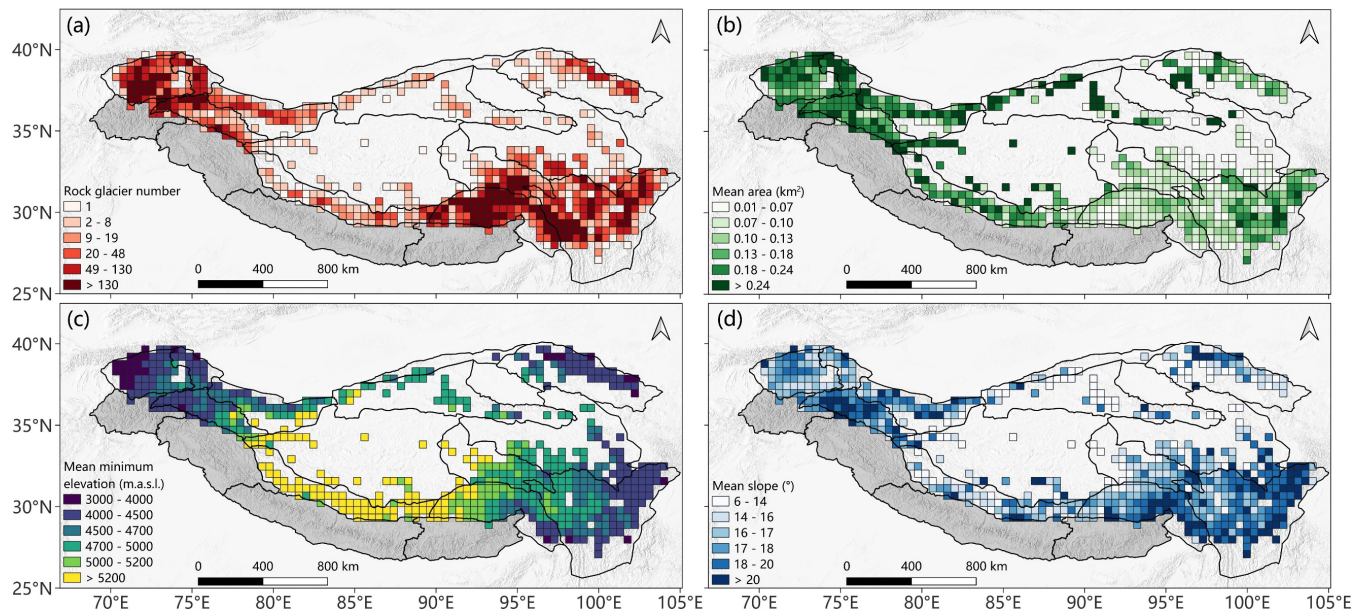 (a)
(b)
40°N
35°N
30°N
25°N
Rock glacier number
1
2 - 8
9 - 19
20 - 48
49 - 130
> 130
0 400 800 km
Mean area (km²)
0.01 - 0.07
0.07 - 0.10
0.10 - 0.13
0.13 - 0.18
0.18 - 0.24
> 0.24
0 400 800 km
(c)
(d)
40°N
35°N
30°N
25°N
Mean minimum
elevation (m.a.s.l.)
3000 - 4000
4000 - 4500
4500 - 4700
4700 - 5000
5000 - 5200
> 5200
0 400 800 km
Mean slope (°)
6 - 14
14 - 16
16 - 17
17 - 18
18 - 20
> 20
0 400 800 km
70°E 75°E 80°E 85°E 90°E 95°E 100°E 105°E
70°E 75°E 80°E 85°E 90°E 95°E 100°E 105°E